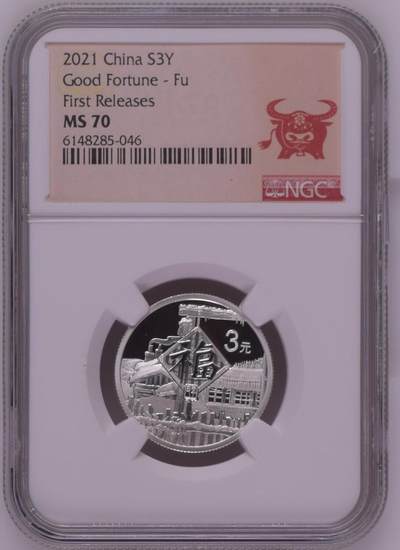 2021 China S3Y
Good Fortune - Fu
First Releases
MS 70
6148285-046
NGC
3元
福